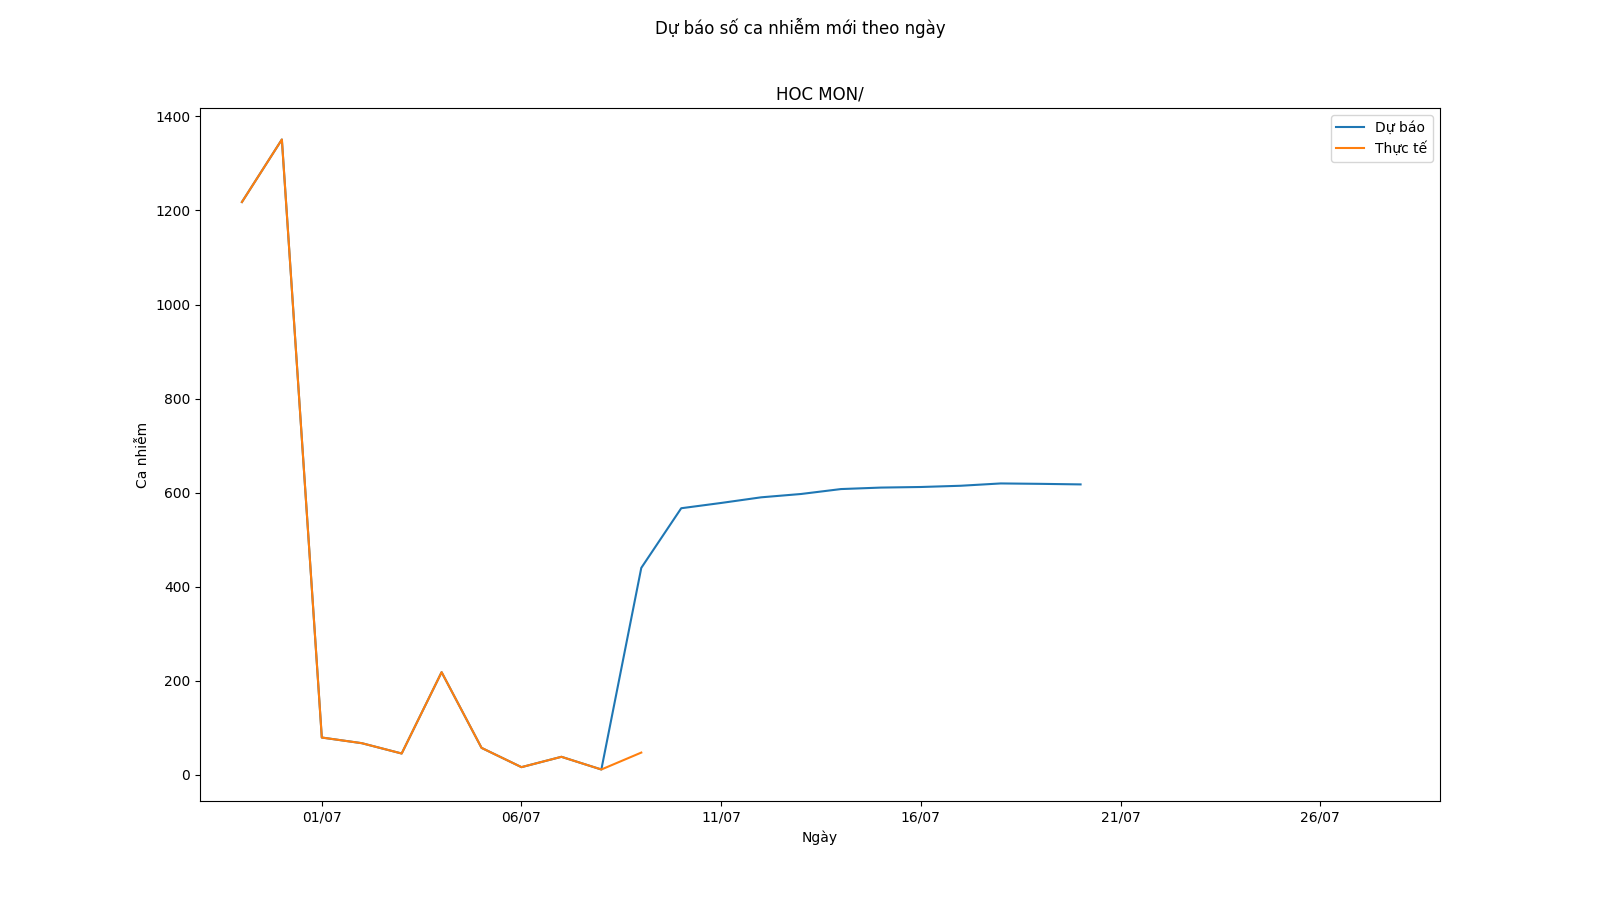 Dự báo số ca nhiễm mới theo ngày
HOC MON/
Dự báo
Thực tế
1400
1200
1000
800
600
400
200
0
Ca nhiễm
01/07 06/07 11/07 16/07 21/07 26/07
Ngày